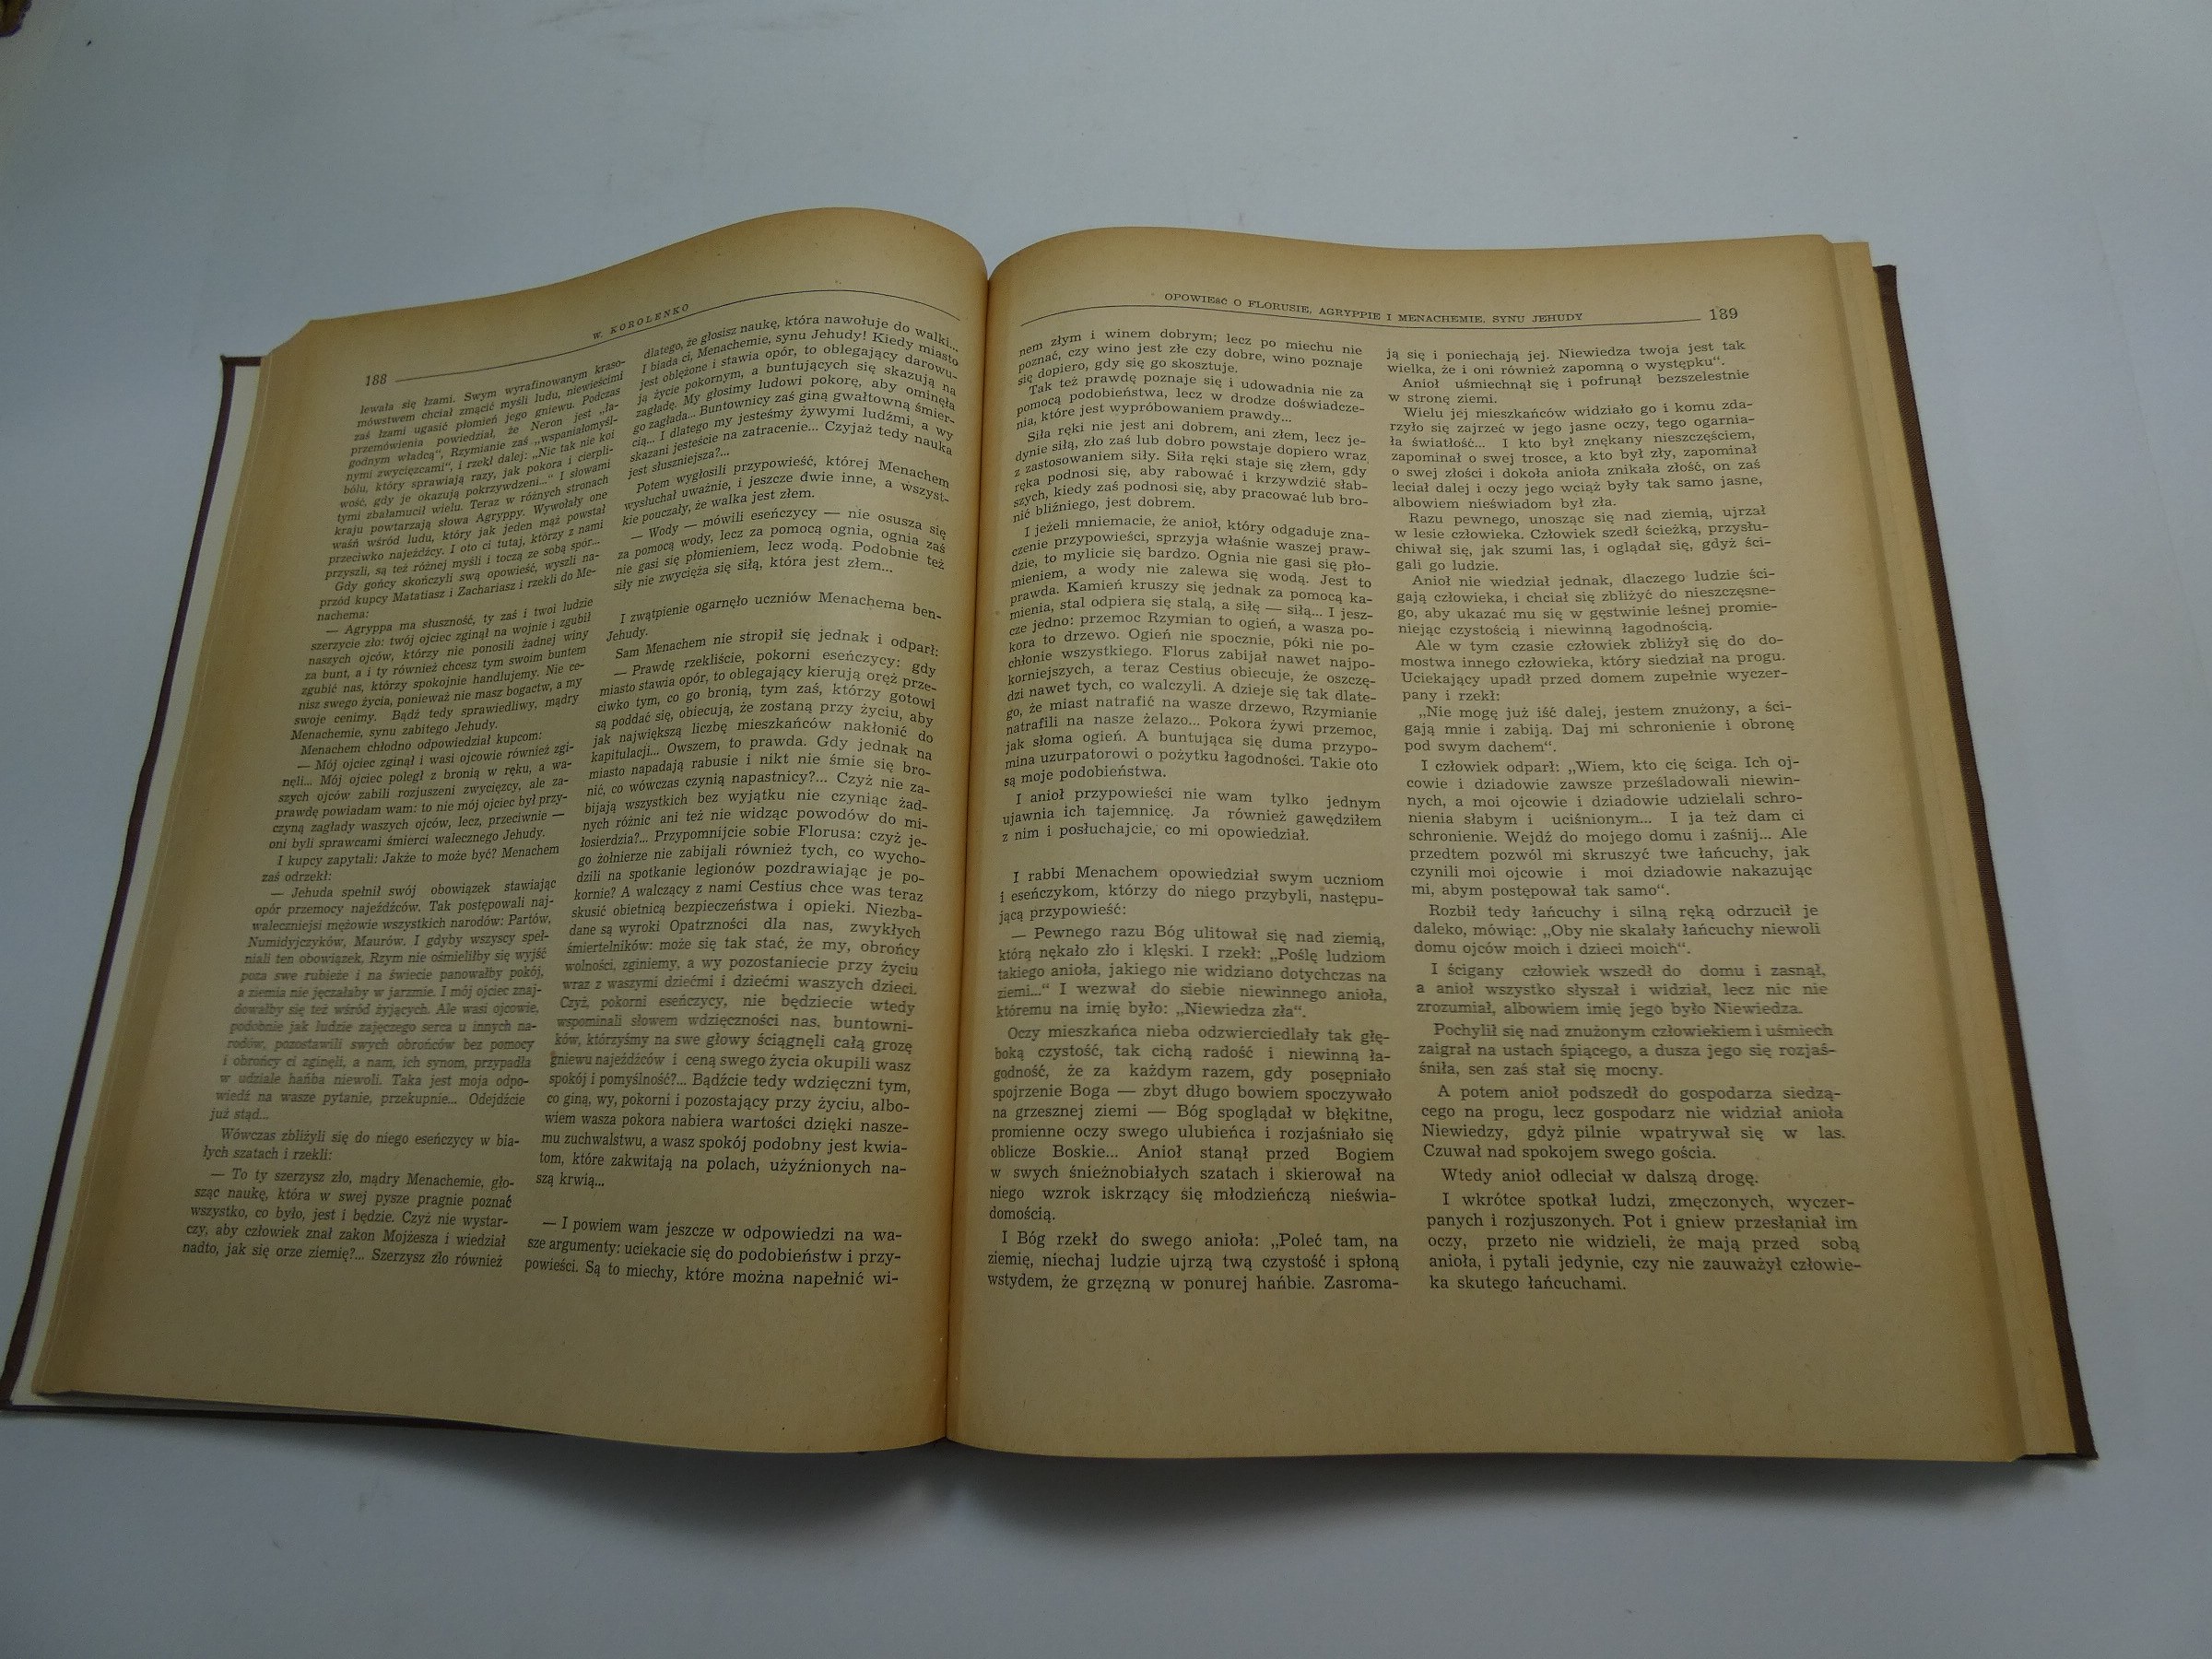 188
W. KOROLENKO
lewała się łzami. Swym wyrafinowanym kraso-
mówstwem chciał zmącić myśli ludu, niewieścimi
zaś łzami ugasić płomień jego gniewu. Podczas
przemówienia powiedział, że Neron jest „ła-
godnym władcą“, Rzymianie zaś „wspaniałomyśl-
nymi zwycięzcami“, i rzekł dalej: „Nic tak nie koi
bólu, który sprawiają razy, jak pokora i cierpli-
wość, gdy je okazują pokrzywdzeni...“ I słowami
tymi zbałamucił wielu. Teraz w różnych stronach
kraju powtarzają słowa Agryppy. Wywołały one
waśń wśród ludu, który jak jeden mąż powstał
przeciwko najeźdźcy. I oto ci tutaj, którzy z nami
przyszli, są też różnej myśli i toczą ze sobą spór...
Gdy gońcy skończyli swą opowieść, wyszli na-
przód kupcy Matatiasz i Zachariasz i rzekli do Me-
nachema:
— Agryppa ma słuszność, ty zaś i twoi ludzie
szerzycie zło: twój ojciec zginął na wojnie i zgubił
naszych ojców, którzy nie ponosili żadnej winy
za bunt, a i ty również chcesz tym swoim buntem
zgubić nas, którzy spokojnie handlujemy. Nie ce-
nisz swego życia, ponieważ nie masz bogactw, a my
swoje cenimy. Bądź tedy sprawiedliwy, mądry
Menachemie, synu zabitego Jehudy.
Menachem chłodno odpowiedział kupcom:
— Mój ojciec zginął i wasi ojcowie również zgi-
nęli... Mój ojciec poległ z bronią w ręku, a wa-
szych ojców zabili rozjuszeni zwycięzcy, ale za-
prawdę powiadam wam: to nie mój ojciec był przy-
czyną zagłady waszych ojców, lecz, przeciwnie —
oni byli sprawcami śmierci walecznego Jehudy.
I kupcy zapytali: Jakże to może być? Menachem
zaś odrzekł:
— Jehuda spełnił swój obowiązek stawiając
opór przemocy najeźdźców. Tak postępowali naj-
waleczniejsi mężowie wszystkich narodów: Partów,
Numidyjczyków, Maurów. I gdyby wszyscy speł-
niali ten obowiązek, Rzym nie ośmieliłby się wyjść
poza swe rubieże i na świecie panowałby pokój,
a ziemia nie jęczałaby w jarzmie. I mój ojciec znaj-
dowałby się też wśród żyjących. Ale wasi ojcowie,
podobnie jak ludzie zajęczego serca u innych na-
rodów, pozostawili swych obrońców bez pomocy
i obrońcy ci zginęli, a nam, ich synom, przypadła
w udziale hańba niewoli. Taka jest moja odpo-
wiedź na wasze pytanie, przekupnie... Odejdźcie
już stąd...
Wówczas zbliżyli się do niego eseńczycy w bia-
łych szatach i rzekli:
— To ty szerzysz zło, mądry Menachemie, gło-
sząc naukę, która w swej pysze pragnie poznać
wszystko, co było, jest i będzie. Czyż nie wystar-
czy, aby człowiek znał zakon Mojżesza i wiedział
nadto, jak się orze ziemię?... Szerzysz zło również
dlatego, że głosisz naukę, która nawołuje do walki...
I biada ci, Menachemie, synu Jehudy! Kiedy miasto
jest oblężone i stawia opór, to oblegający darowu-
ją życie pokornym, a buntujących się skazują na
zagładę. My głosimy ludowi pokorę, aby ominęła
go zagłada... Buntownicy zaś giną gwałtowną śmier-
cią... I dlatego my jesteśmy żywymi ludźmi, a wy
skazani jesteście na zatracenie... Czyjaż tedy nauka
jest słuszniejsza?...
Potem wygłosili przypowieść, której Menachem
wysłuchał uważnie, i jeszcze dwie inne, a wszyst-
kie pouczały, że walka jest złem.
— Wody — mówili eseńczycy — nie osusza się
za pomocą wody, lecz za pomocą ognia, ognia zaś
nie gasi się płomieniem, lecz wodą. Podobnie też
siły nie zwycięża się siłą, która jest złem...
I zwątpienie ogarnęło uczniów Menachema ben-
Jehudy.
Sam Menachem nie stropił się jednak i odparł:
— Prawdę rzekliście, pokorni eseńczycy: gdy
miasto stawia opór, to oblegający kierują oręż prze-
ciwko tym, co go bronią, tym zaś, którzy gotowi
są poddać się, obiecują, że zostaną przy życiu, aby
jak największą liczbę mieszkańców nakłonić do
kapitulacji... Owszem, to prawda. Gdy jednak na
miasto napadają rabusie i nikt nie śmie się bro-
nić, co wówczas czynią napastnicy?... Czyż nie za-
bijają wszystkich bez wyjątku nie czyniąc żad-
nych różnic ani też nie widząc powodów do mi-
łosierdzia?... Przypomnijcie sobie Florusa: czyż je-
go żołnierze nie zabijali również tych, co wycho-
dzili na spotkanie legionów pozdrawiając je po-
kornie? A walczący z nami Cestius chce was teraz
skusić obietnicą bezpieczeństwa i opieki. Niezba-
dane są wyroki Opatrzności dla nas, zwykłych
śmiertelników: może się tak stać, że my, obrońcy
wolności, zginiemy, a wy pozostaniecie przy życiu
wraz z waszymi dziećmi i dziećmi waszych dzieci.
Czyż, pokorni eseńczycy, nie będziecie wtedy
wspominali słowem wdzięczności nas, buntowni-
ków, którzyśmy na swe głowy ściągnęli całą grozę
gniewu najeźdźców i ceną swego życia okupili wasz
spokój i pomyślność?... Bądźcie tedy wdzięczni tym,
co giną, wy, pokorni i pozostający przy życiu, albo-
wiem wasza pokora nabiera wartości dzięki nasze-
mu zuchwalstwu, a wasz spokój podobny jest kwia-
tom, które zakwitają na polach, użyźnionych na-
szą krwią...
— I powiem wam jeszcze w odpowiedzi na wa-
sze argumenty: uciekacie się do podobieństw i przy-
powieści. Są to miechy, które można napełnić wi-
OPOWIEŚĆ O FLORUSIE, AGRYPPIE I MENACHEMIE, SYNU JEHUDY
189
nem złym i winem dobrym; lecz po miechu nie
poznać, czy wino jest złe czy dobre, wino poznaje
się dopiero, gdy się go skosztuje.
Tak też prawdę poznaje się i udowadnia nie za
pomocą podobieństwa, lecz w drodze doświadcze-
nia, które jest wypróbowaniem prawdy...
Siła ręki nie jest ani dobrem, ani złem, lecz je-
dynie siłą, zło zaś lub dobro powstaje dopiero wraz
z zastosowaniem siły. Siła ręki staje się złem, gdy
ręka podnosi się, aby rabować i krzywdzić słab-
szych, kiedy zaś podnosi się, aby pracować lub bro-
nić bliźniego, jest dobrem.
I jeżeli mniemacie, że anioł, który odgaduje zna-
czenie przypowieści, sprzyja właśnie waszej praw-
dzie, to mylicie się bardzo. Ognia nie gasi się pło-
mieniem, a wody nie zalewa się wodą. Jest to
prawda. Kamień kruszy się jednak za pomocą ka-
mienia, stal odpiera się stalą, a siłę — siłą... I jesz-
cze jedno: przemoc Rzymian to ogień, a wasza po-
kora to drzewo. Ogień nie spocznie, póki nie po-
chłonie wszystkiego. Florus zabijał nawet najpo-
korniejszych, a teraz Cestius obiecuje, że oszczę-
dzi nawet tych, co walczyli. A dzieje się tak dlate-
go, że miast natrafić na wasze drzewo, Rzymianie
natrafili na nasze żelazo... Pokora żywi przemoc,
jak słoma ogień. A buntująca się duma przypo-
mina uzurpatorowi o pożytku łagodności. Takie oto
są moje podobieństwa.
I anioł przypowieści nie wam tylko jednym
ujawnia ich tajemnicę. Ja również gawędziłem
z nim i posłuchajcie, co mi opowiedział.
I rabbi Menachem opowiedział swym uczniom
i eseńczykom, którzy do niego przybyli, następu-
jącą przypowieść:
— Pewnego razu Bóg ulitował się nad ziemią,
którą nękało zło i klęski. I rzekł: „Poślę ludziom
takiego anioła, jakiego nie widziano dotychczas na
ziemi...“ I wezwał do siebie niewinnego anioła,
któremu na imię było: „Niewiedza zła“.
Oczy mieszkańca nieba odzwierciedlały tak głę-
boką czystość, tak cichą radość i niewinną ła-
godność, że za każdym razem, gdy posępniało
spojrzenie Boga — zbyt długo bowiem spoczywało
na grzesznej ziemi — Bóg spoglądał w błękitne,
promienne oczy swego ulubieńca i rozjaśniało się
oblicze Boskie... Anioł stanął przed Bogiem
w swych śnieżnobiałych szatach i skierował na
niego wzrok iskrzący się młodzieńczą nieświa-
domością.
I Bóg rzekł do swego anioła: „Poleć tam, na
ziemię, niechaj ludzie ujrzą twą czystość i spłoną
wstydem, że grzęzną w ponurej hańbie. Zasroma-
ją się i poniechają jej. Niewiedza twoja jest tak
wielka, że i oni również zapomną o występku“.
Anioł uśmiechnął się i pofrunął bezszelestnie
w stronę ziemi.
Wielu jej mieszkańców widziało go i komu zda-
rzyło się zajrzeć w jego jasne oczy, tego ogarnia-
ła światłość... I kto był znękany nieszczęściem,
zapominał o swej trosce, a kto był zły, zapominał
o swej złości i dokoła anioła znikała złość, on zaś
leciał dalej i oczy jego wciąż były tak samo jasne,
albowiem nieświadom był zła.
Razu pewnego, unosząc się nad ziemią, ujrzał
w lesie człowieka. Człowiek szedł ścieżką, przysłu-
chiwał się, jak szumi las, i oglądał się, gdyż ści-
gali go ludzie.
Anioł nie wiedział jednak, dlaczego ludzie ści-
gają człowieka, i chciał się zbliżyć do nieszczęsne-
go, aby ukazać mu się w gęstwinie leśnej promie-
niejąc czystością i niewinną łagodnością.
Ale w tym czasie człowiek zbliżył się do do-
mostwa innego człowieka, który siedział na progu.
Uciekający upadł przed domem zupełnie wyczer-
pany i rzekł:
„Nie mogę już iść dalej, jestem znużony, a ści-
gają mnie i zabiją. Daj mi schronienie i obronę
pod swym dachem“.
I człowiek odparł: „Wiem, kto cię ściga. Ich oj-
cowie i dziadowie zawsze prześladowali niewin-
nych, a moi ojcowie i dziadowie udzielali schro-
nienia słabym i uciśnionym... I ja też dam ci
schronienie. Wejdź do mojego domu i zaśnij... Ale
przedtem pozwól mi skruszyć twe łańcuchy, jak
czynili moi ojcowie i moi dziadowie nakazując
mi, abym postępował tak samo“.
Rozbił tedy łańcuchy i silną ręką odrzucił je
daleko, mówiąc: „Oby nie skalały łańcuchy niewoli
domu ojców moich i dzieci moich“.
I ścigany człowiek wszedł do domu i zasnął,
a anioł wszystko słyszał i widział, lecz nic nie
zrozumiał, albowiem imię jego było Niewiedza.
Pochylił się nad znużonym człowiekiem i uśmiech
zaigrał na ustach śpiącego, a dusza jego się rozjaś-
śniła, sen zaś stał się mocny.
A potem anioł podszedł do gospodarza siedzą-
cego na progu, lecz gospodarz nie widział anioła
Niewiedzy, gdyż pilnie wpatrywał się w las.
Czuwał nad spokojem swego gościa.
Wtedy anioł odleciał w dalszą drogę.
I wkrótce spotkał ludzi, zmęczonych, wyczer-
panych i rozjuszonych. Pot i gniew przesłaniał im
oczy, przeto nie widzieli, że mają przed sobą
anioła, i pytali jedynie, czy nie zauważył człowie-
ka skutego łańcuchami.